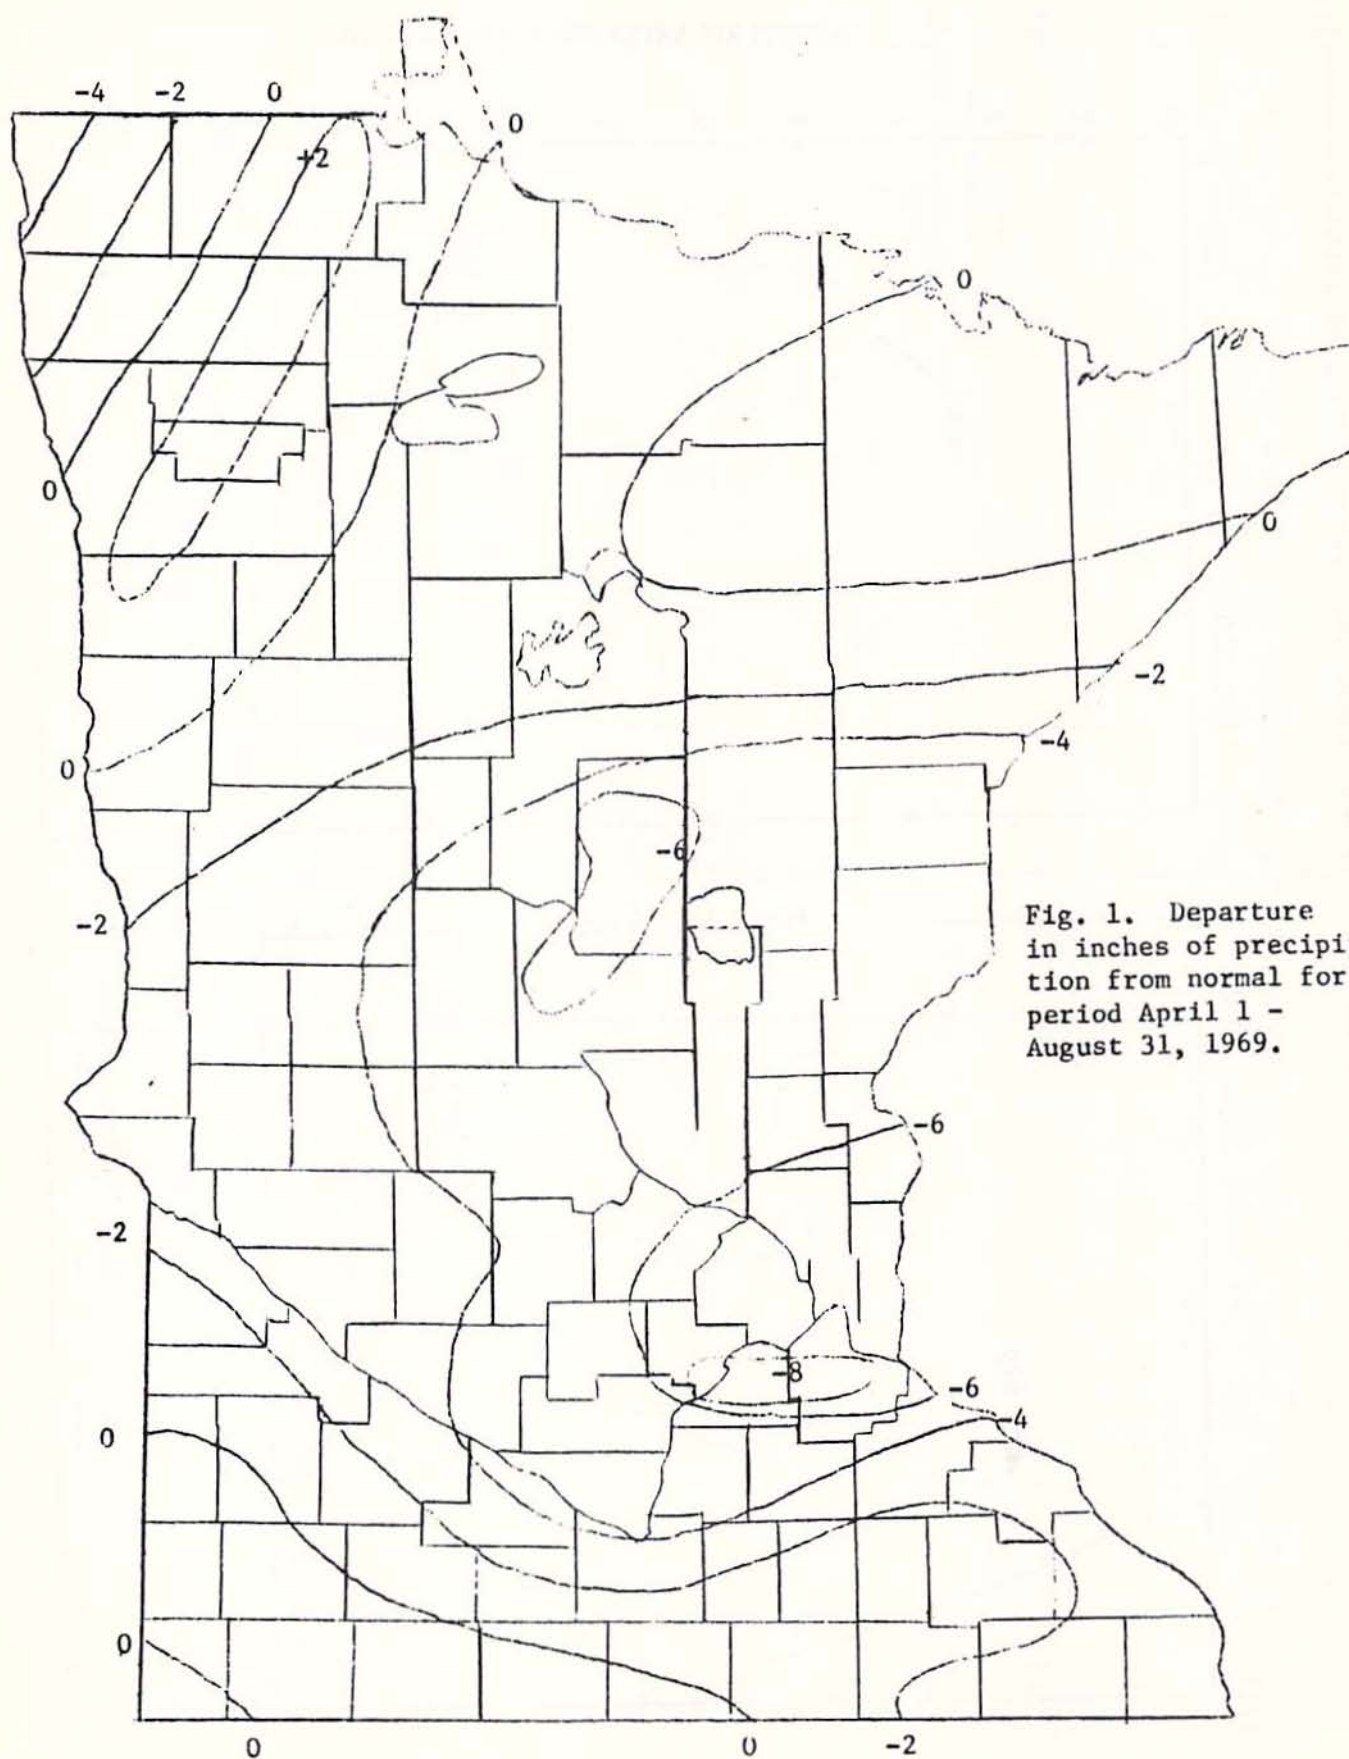 -4 -2 0
0
+2
0
0
0
-2
-4
0
-6
-2
Fig. 1. Departure
in inches of precipi
tion from normal for
period April 1 -
August 31, 1969.
-6
-2
-8
-6
-4
0
0
0 0 -2